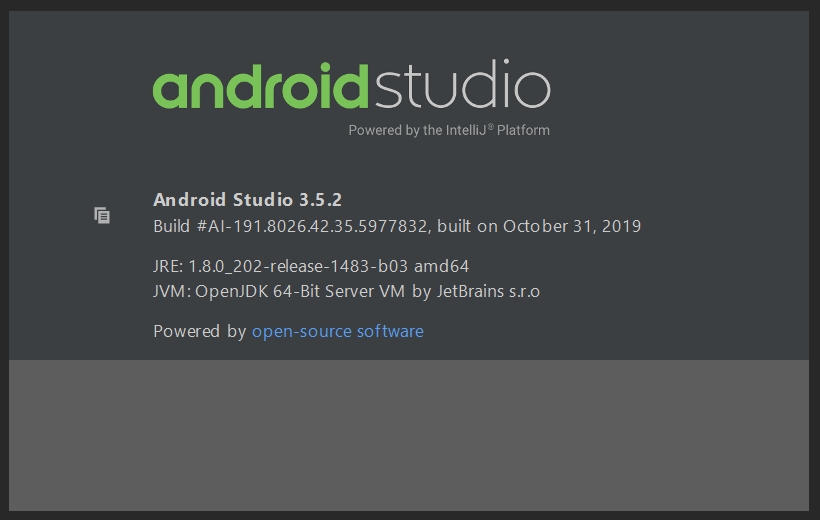 androidstudio
Powered by the IntelliJ® Platform
Android Studio 3.5.2
Build #AI-191.8026.42.35.5977832, built on October 31, 2019
JRE: 1.8.0_202-release-1483-b03 amd64
JVM: OpenJDK 64-Bit Server VM by JetBrains s.r.o
Powered by open-source software